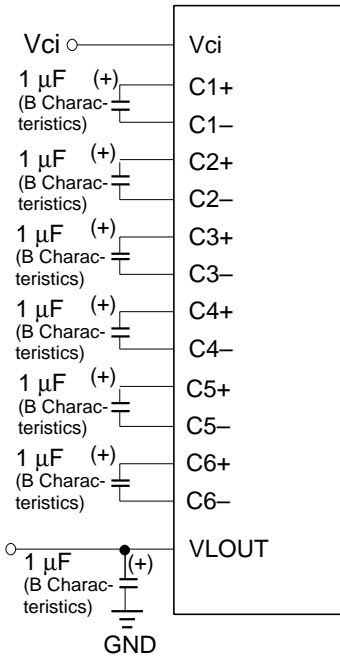 Vci Vci
1 μF (+) C1+
(B Charac-
teristics) C1–
1 μF (+) C2+
(B Charac-
teristics) C2–
1 μF (+) C3+
(B Charac-
teristics) C3–
1 μF (+) C4+
(B Charac-
teristics) C4–
1 μF (+) C5+
(B Charac-
teristics) C5–
1 μF (+) C6+
(B Charac-
teristics) C6–
VLOUT
1 μF (+)
(B Charac-
teristics)
GND